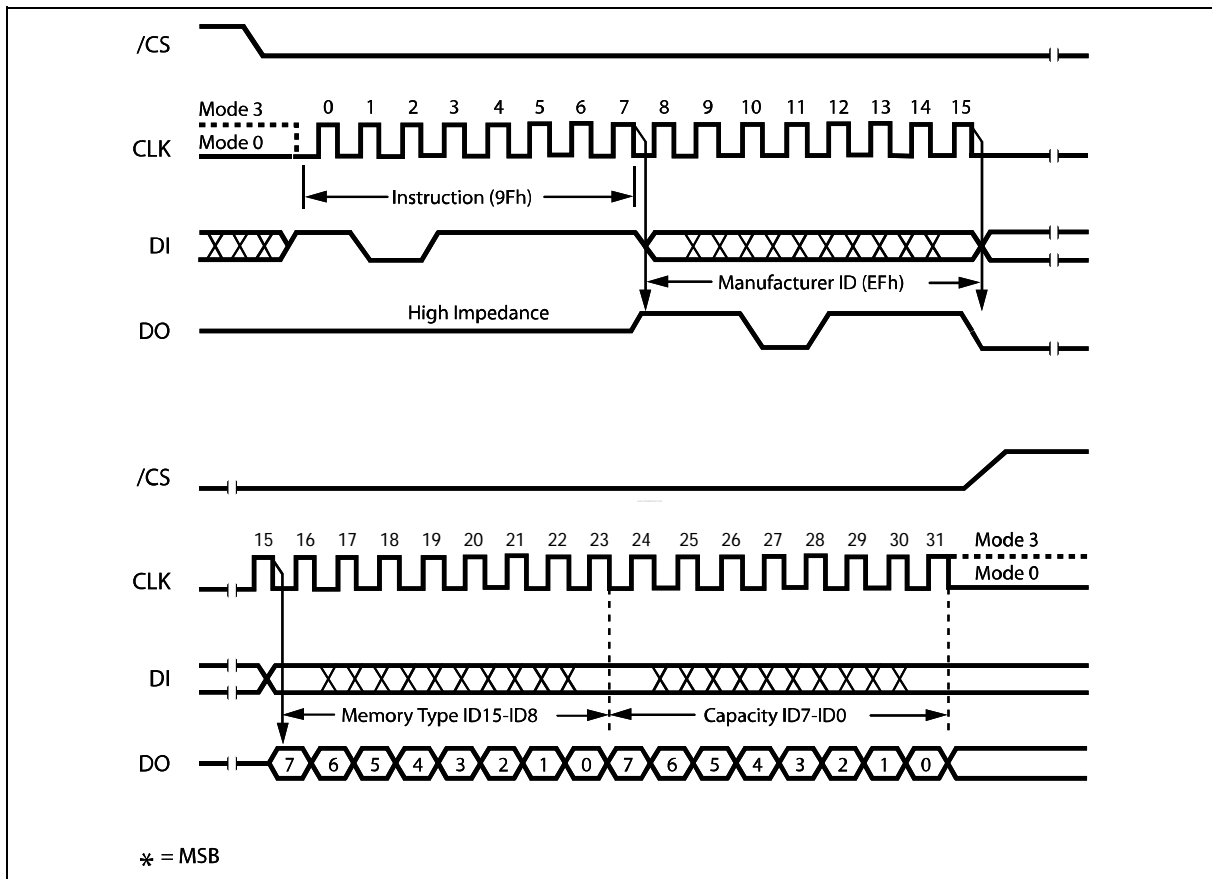 /CS
Mode 3
0 1 2 3 4 5 6 7 8 9 10 11 12 13 14 15
CLK
Mode 0
Instruction (9Fh)
DI
Manufacturer ID (EFh)
High Impedance
DO
/CS
15 16 17 18 19 20 21 22 23 24 25 26 27 28 29 30 31
Mode 3
CLK
Mode 0
DI
Memory Type ID15-ID8
Capacity ID7-ID0
DO
7 6 5 4 3 2 1 0 7 6 5 4 3 2 1 0
* = MSB